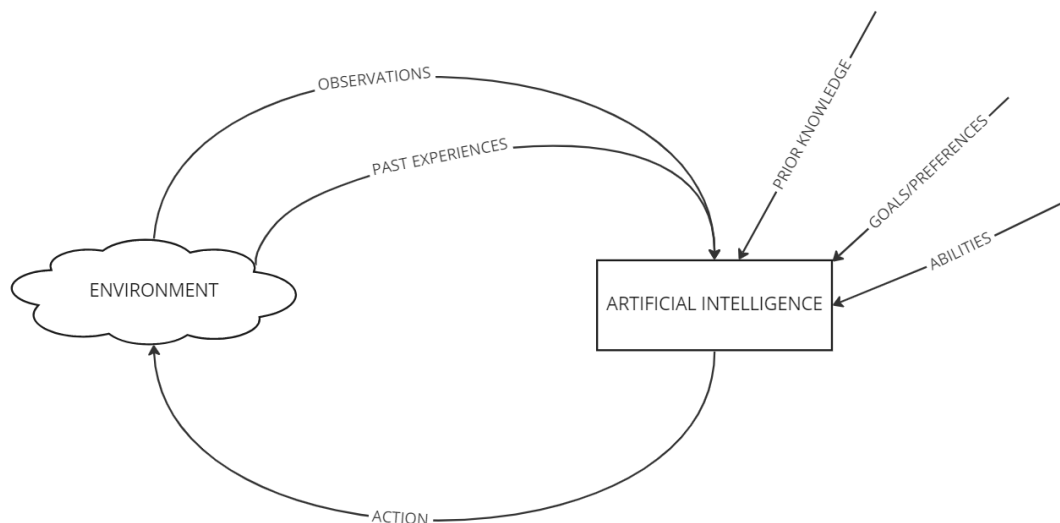 OBSERVATIONS
PAST EXPERIENCES
PRIOR KNOWLEDGE
GOALS/PREFERENCES
ABILITIES
ENVIRONMENT
ARTIFICIAL INTELLIGENCE
ACTION